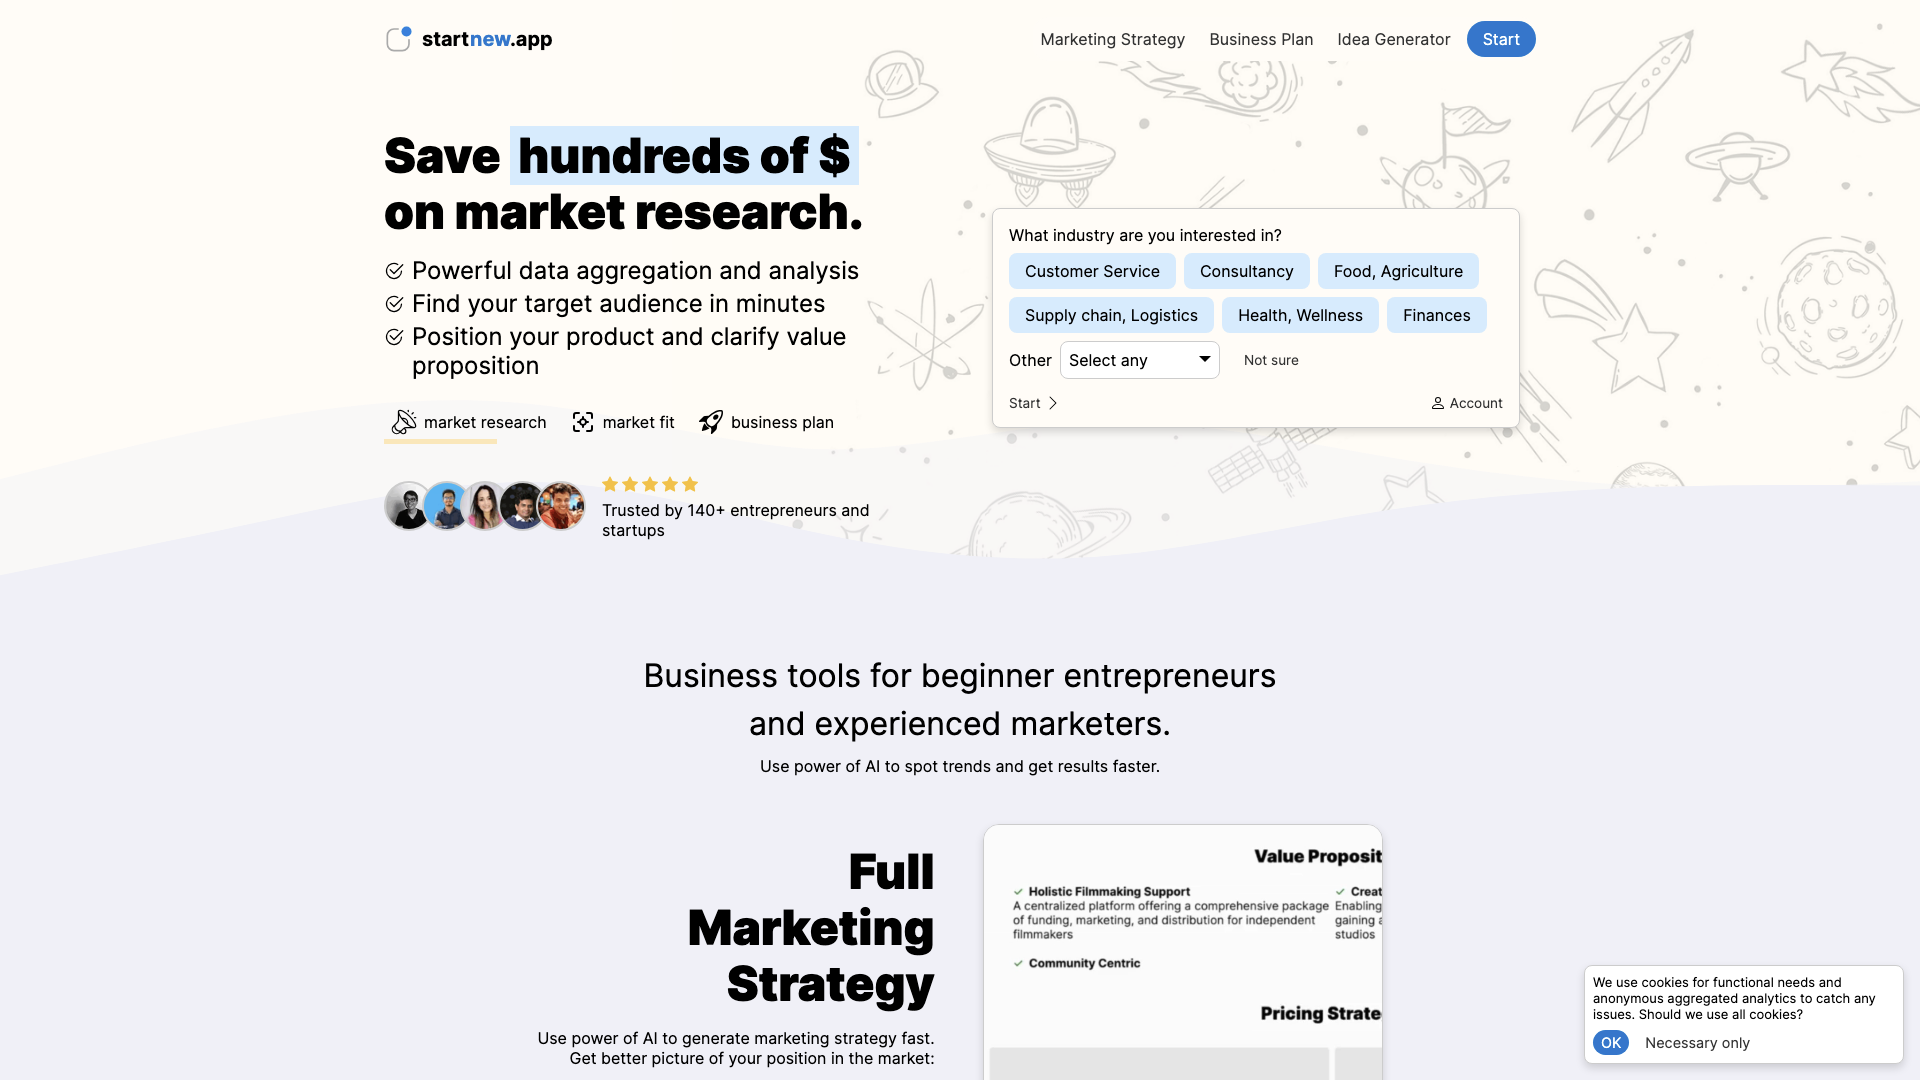 startnew.app
Marketing Strategy
Business Plan
Idea Generator
Start
Save hundreds of $
on market research.
Powerful data aggregation and analysis
Find your target audience in minutes
Position your product and clarify value
proposition
market research
market fit
business plan
Trusted by 140+ entrepreneurs and
startups
What industry are you interested in?
Customer Service
Consultancy
Food, Agriculture
Supply chain, Logistics
Health, Wellness
Finances
Other
Select any
Not sure
Start
Account
Business tools for beginner entrepreneurs
and experienced marketers.
Use power of AI to spot trends and get results faster.
Full
Marketing
Strategy
Use power of AI to generate marketing strategy fast.
Get better picture of your position in the market:
Value Proposit
Holistic Filmmaking Support
A centralized platform offering a comprehensive package
of funding, marketing, and distribution for independent
filmmakers
Creat
Enabling
gaining a
studios
Community Centric
Pricing Strate
We use cookies for functional needs and
anonymous aggregated analytics to catch any
issues. Should we use all cookies?
OK
Necessary only